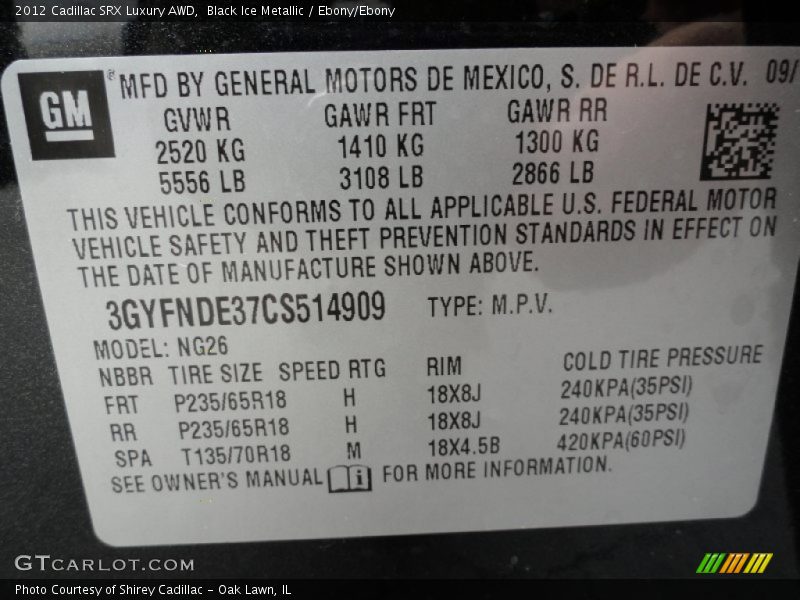 2012 Cadillac SRX Luxury AWD, Black Ice Metallic / Ebony/Ebony
GM ® MFD BY GENERAL MOTORS DE MEXICO, S. DE R.L. DE C.V. 09/
GVWR GAWR FRT GAWR RR
2520 KG 1410 KG 1300 KG
5556 LB 3108 LB 2866 LB
THIS VEHICLE CONFORMS TO ALL APPLICABLE U.S. FEDERAL MOTOR
VEHICLE SAFETY AND THEFT PREVENTION STANDARDS IN EFFECT ON
THE DATE OF MANUFACTURE SHOWN ABOVE.
3GYFNDE37CS514909 TYPE: M.P.V.
MODEL: NG26
NBBR TIRE SIZE SPEED RTG RIM COLD TIRE PRESSURE
FRT P235/65R18 H 18X8J 240KPA(35PSI)
RR P235/65R18 H 18X8J 240KPA(35PSI)
SPA T135/70R18 M 18X4.5B 420KPA(60PSI)
SEE OWNER'S MANUAL i FOR MORE INFORMATION.
GTCARLOT.COM
Photo Courtesy of Shirey Cadillac - Oak Lawn, IL